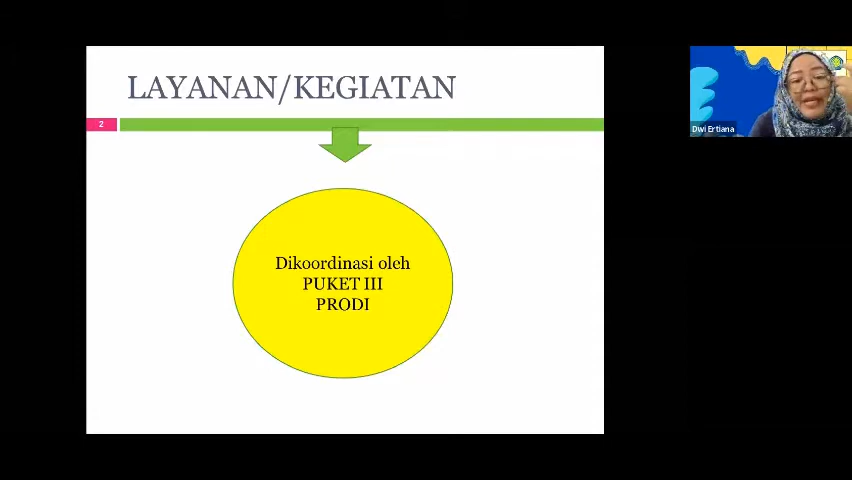 LAYANAN/KEGIATAN
2
Dikoordinasi oleh
PUKET III
PRODI
Dwi Ertiana